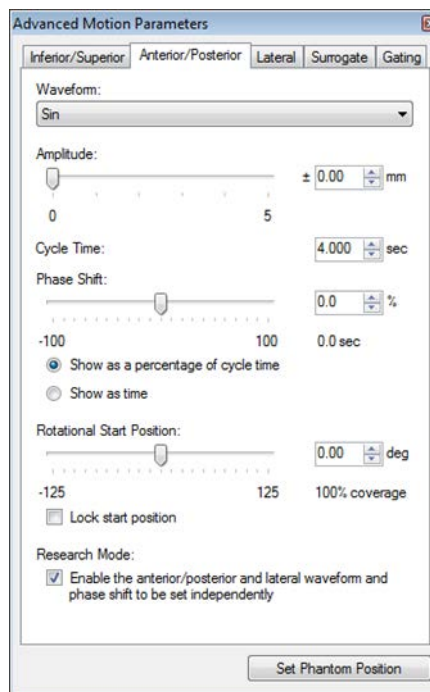 Advanced Motion Parameters
Inferior/Superior Anterior/Posterior Lateral Surrogate Gating
Waveform:
Sin
Amplitude:
± 0.00 mm
0 5
Cycle Time: 4.000 sec
Phase Shift:
0.0 %
-100 100 0.0 sec
Show as a percentage of cycle time
Show as time
Rotational Start Position:
0.00 deg
-125 125 100% coverage
Lock start position
Research Mode:
Enable the anterior/posterior and lateral waveform and
phase shift to be set independently
Set Phantom Position